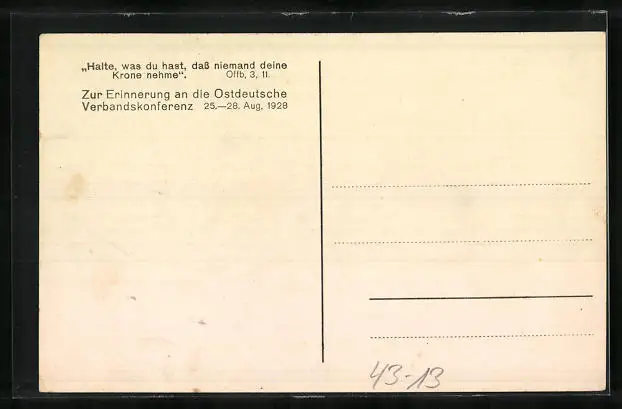 „Halte, was du hast, daß niemand deine
Krone nehme“. Offb, 3, 11.
Zur Erinnerung an die Ostdeutsche
Verbandskonferenz 25.—28. Aug, 1928
43-13